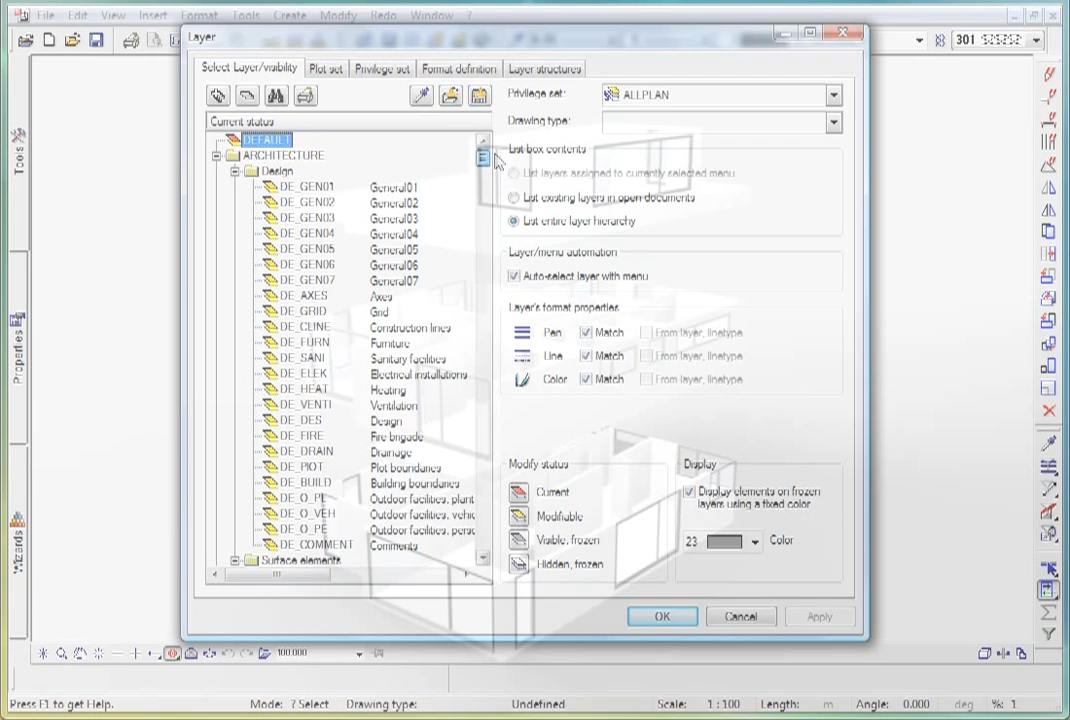 File Edit View Insert Format Tools Create Modify Redo Window ?
301
Layer
Select Layer/visibility Plot set Privilege set Format definition Layer structures
Privilege set: ALLPLAN
Current status
Drawing type:
DEFAULT
ARCHITECTURE
Design
DE_GEN01 General01
DE_GEN02 General02
DE_GEN03 General03
DE_GEN04 General04
DE_GEN05 General05
DE_GEN06 General06
DE_GEN07 General07
DE_AXES Axes
DE_GRID Grid
DE_CLINE Construction lines
DE_FURN Furniture
DE_SANI Sanitary facilities
DE_ELEK Electrical installations
DE_HEAT Heating
DE_VENTI Ventilation
DE_DES Design
DE_FIRE Fire brigade
DE_DRAIN Drainage
DE_PlOT Plot boundaries
DE_BUILD Building boundaries
DE_O_PL Outdoor facilities, plant
DE_O_VEH Outdoor facilities, vehic
DE_O_PE Outdoor facilities, perso
DE_COMMENT Comments
Surface elements
List box contents
List layers assigned to currently selected menu
List existing layers in open documents
List entire layer hierarchy
Layer/menu automation
Auto-select layer with menu
Layer's format properties
Pen Match From layer, linetype
Line Match From layer, linetype
Color Match From layer, linetype
Modify status
Current
Modifiable
Visible, frozen
Hidden, frozen
Display
Display elements on frozen
layers using a fixed color
23 Color
OK Cancel Apply
Tools
Properties
Wizards
100.000
Press F1 to get Help. Mode: ? Select Drawing type: Undefined Scale: 1 : 100 Length: m Angle: 0.000 deg %: 1